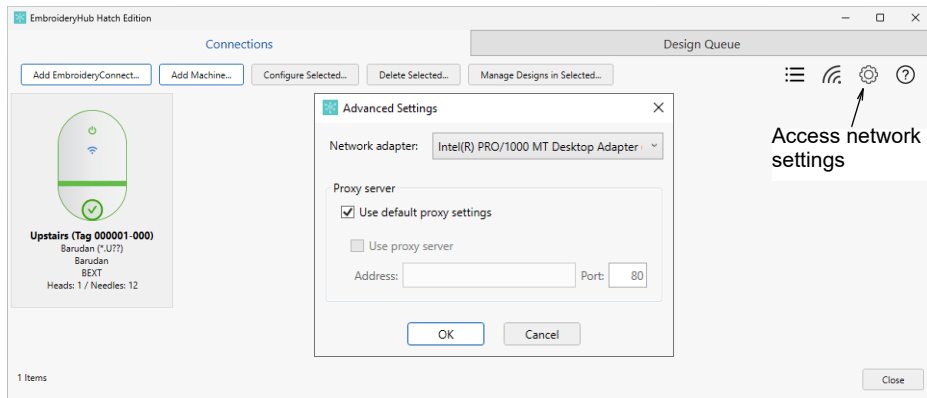 EmbroideryHub Hatch Edition
Connections
Design Queue
Add EmbroideryConnect...
Add Machine...
Configure Selected...
Delete Selected...
Manage Designs in Selected...
Access network
settings
Advanced Settings
Network adapter:
Intel(R) PRO/1000 MT Desktop Adapter
Proxy server
Use default proxy settings
Use proxy server
Address:
Port:
80
OK
Cancel
Upstairs (Tag 000001-000)
Barudan (*.U??)
Barudan
BEXT
Heads: 1 / Needles: 12
1 Items
Close